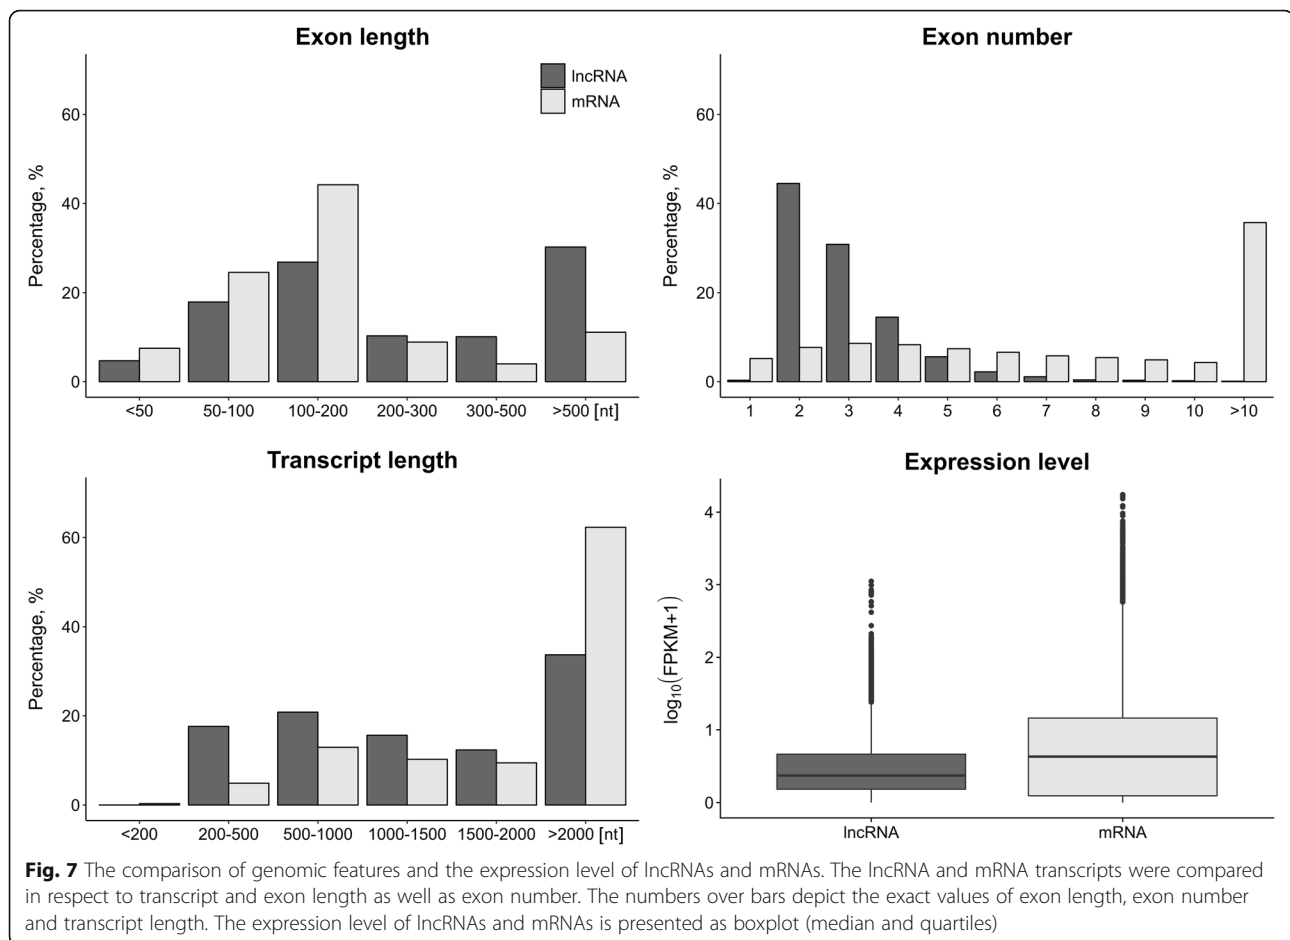 Exon length
lncRNA
mRNA
Percentage, %
60
40
20
0
<50 50-100 100-200 200-300 300-500 >500 [nt]
Exon number
Percentage, %
60
40
20
0
1 2 3 4 5 6 7 8 9 10 >10
Transcript length
Percentage, %
60
40
20
0
<200 200-500 500-1000 1000-1500 1500-2000 >2000 [nt]
Expression level
log₁₀(FPKM+1)
4
3
2
1
0
lncRNA mRNA
Fig. 7 The comparison of genomic features and the expression level of lncRNAs and mRNAs. The lncRNA and mRNA transcripts were compared
in respect to transcript and exon length as well as exon number. The numbers over bars depict the exact values of exon length, exon number
and transcript length. The expression level of lncRNAs and mRNAs is presented as boxplot (median and quartiles)